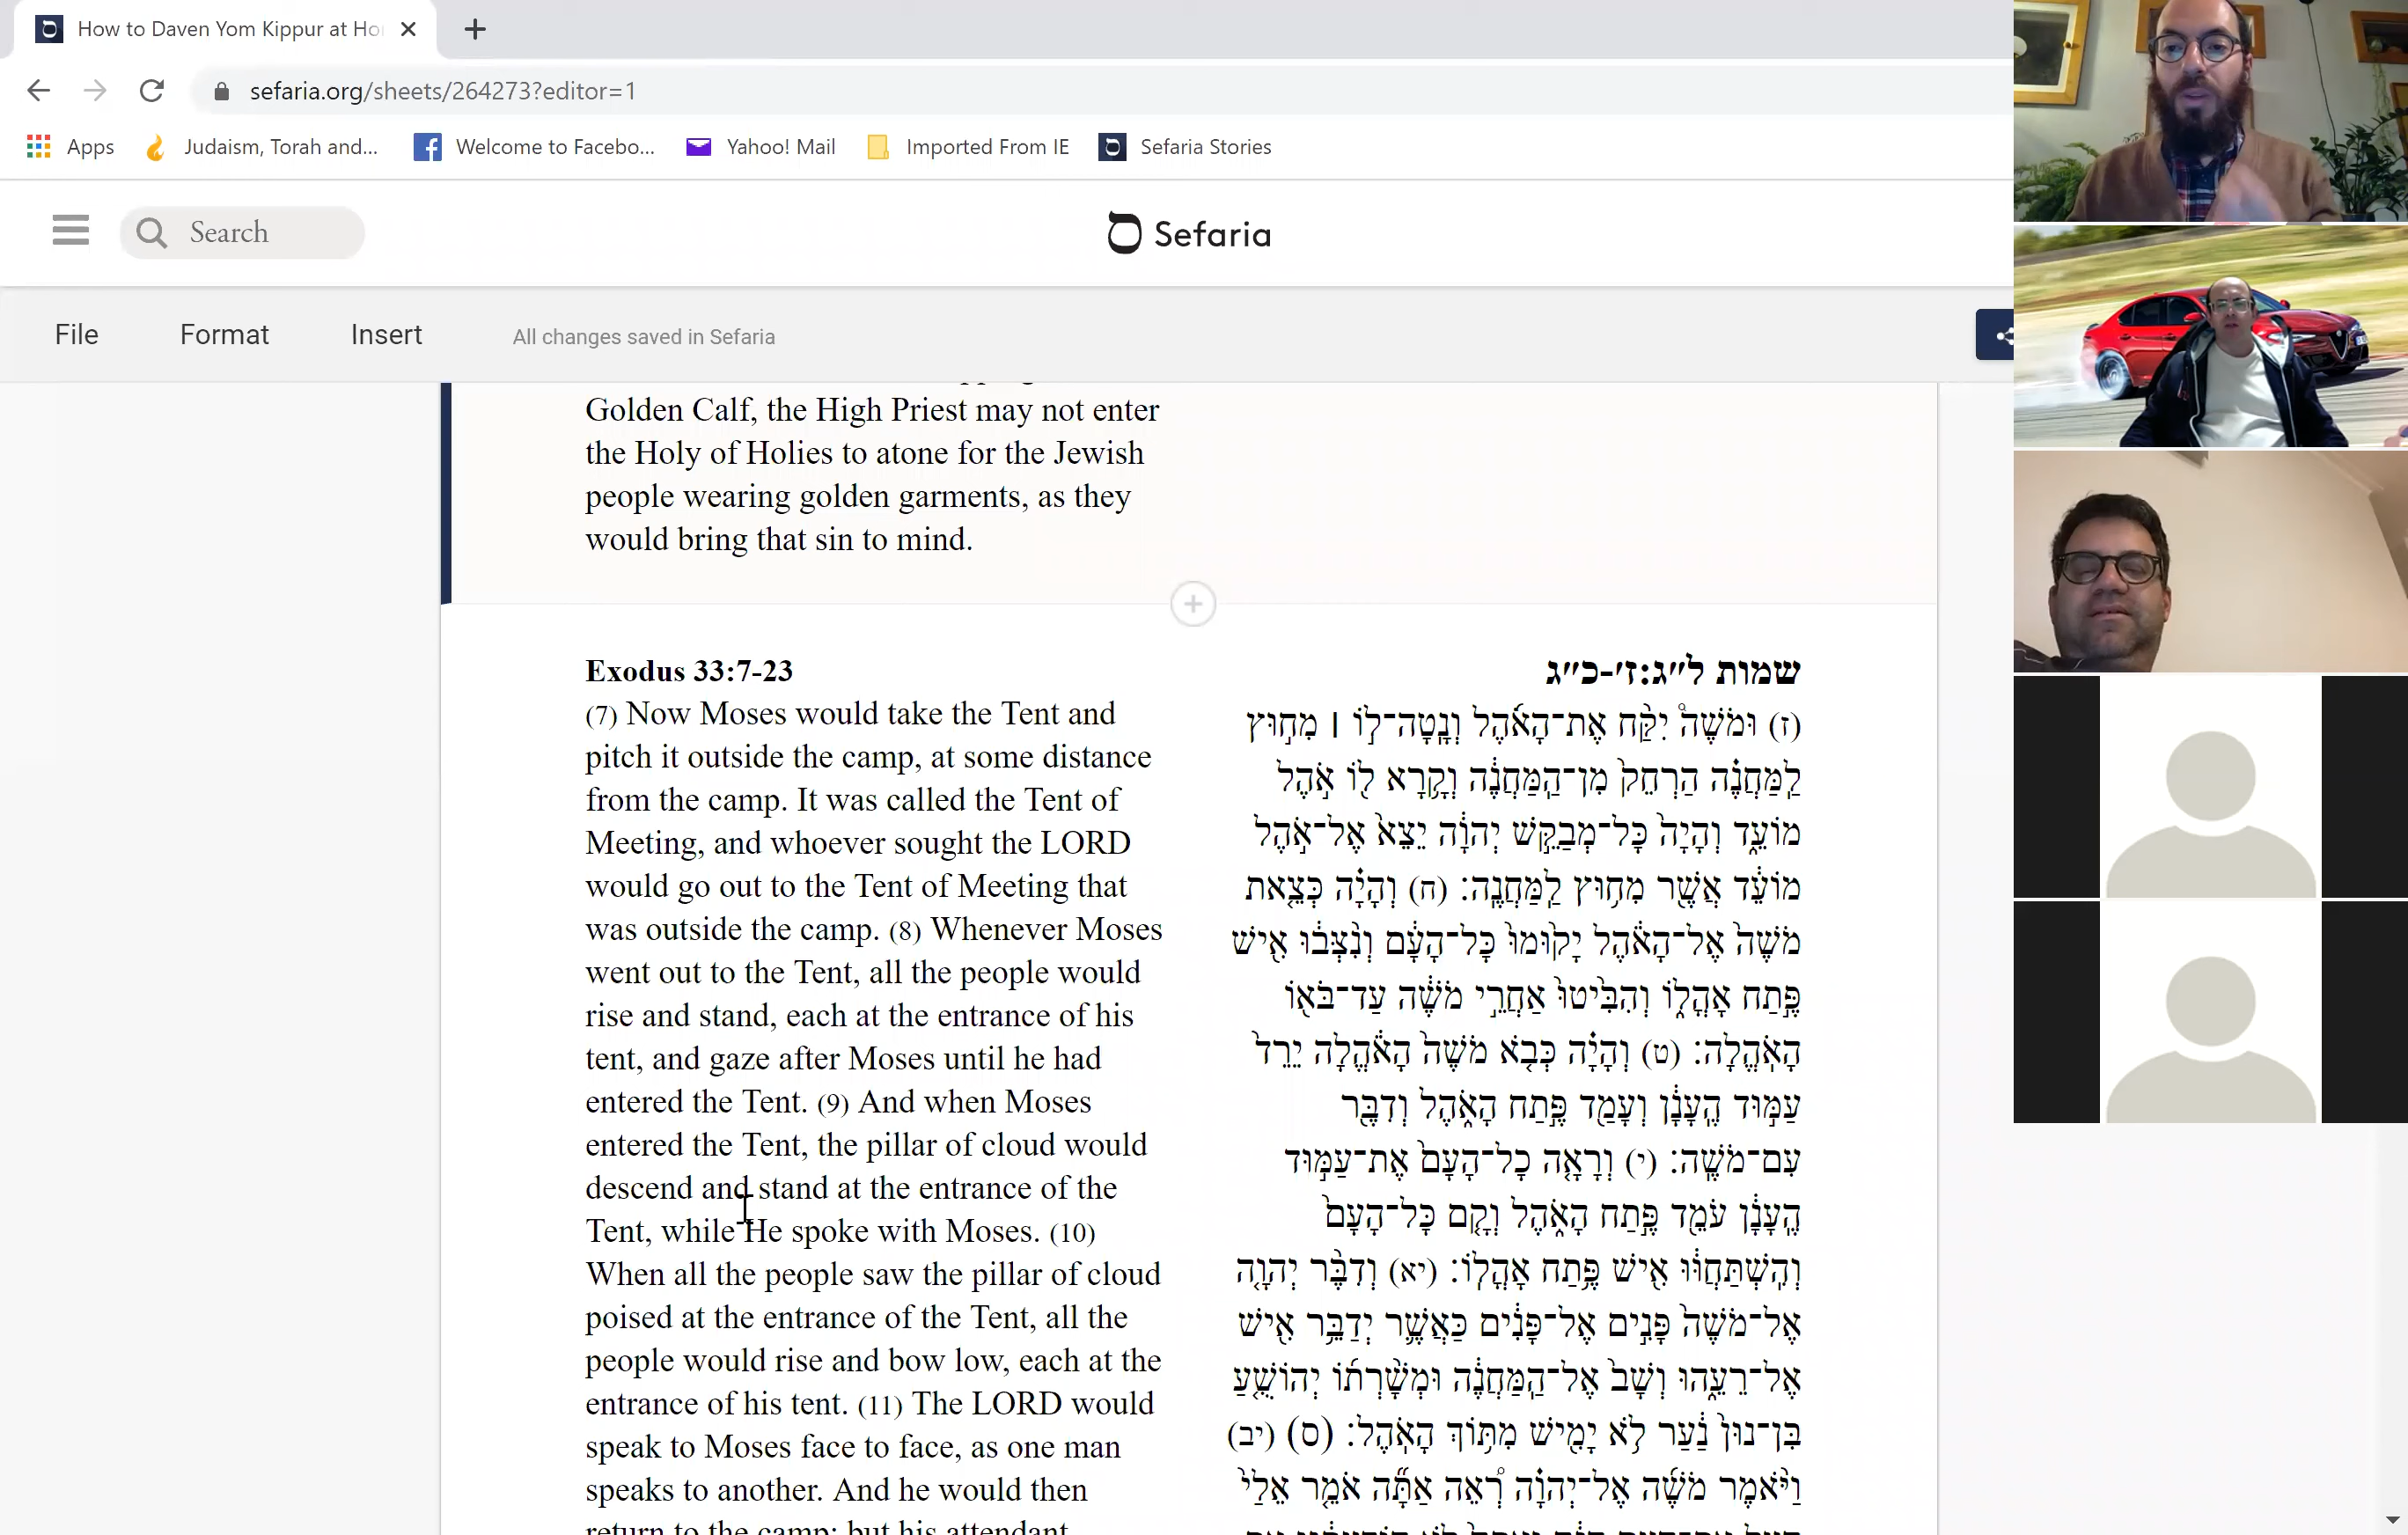 How to Daven Yom Kippur at Ho
sefaria.org/sheets/264273?editor=1
Apps
Judaism, Torah and...
Welcome to Facebo...
Yahoo! Mail
Imported From IE
Sefaria Stories
Search
Sefaria
File
Format
Insert
All changes saved in Sefaria
Golden Calf, the High Priest may not enter
the Holy of Holies to atone for the Jewish
people wearing golden garments, as they
would bring that sin to mind.
Exodus 33:7-23
(7) Now Moses would take the Tent and
pitch it outside the camp, at some distance
from the camp. It was called the Tent of
Meeting, and whoever sought the LORD
would go out to the Tent of Meeting that
was outside the camp. (8) Whenever Moses
went out to the Tent, all the people would
rise and stand, each at the entrance of his
tent, and gaze after Moses until he had
entered the Tent. (9) And when Moses
entered the Tent, the pillar of cloud would
descend and stand at the entrance of the
Tent, while He spoke with Moses. (10)
When all the people saw the pillar of cloud
poised at the entrance of the Tent, all the
people would rise and bow low, each at the
entrance of his tent. (11) The LORD would
speak to Moses face to face, as one man
speaks to another. And he would then
return to the camp; but his attendant,
שמות ל״ג:ז׳-כ״ג
(ז) וּמֹשֶׁה֩ יִקַּ֨ח אֶת־הָאֹ֜הֶל וְנָֽטָה־ל֣וֹ ׀ מִח֣וּץ
לַֽמַּחֲנֶ֗ה הַרְחֵק֙ מִן־הַֽמַּחֲנֶ֔ה וְקָ֥רָא ל֖וֹ אֹ֣הֶל
מוֹעֵ֑ד וְהָיָה֙ כָּל־מְבַקֵּ֣שׁ יְהוָ֔ה יֵצֵא֙ אֶל־אֹ֣הֶל
מוֹעֵ֔ד אֲשֶׁ֖ר מִח֥וּץ לַֽמַּחֲנֶֽה׃ (ח) וְהָיָ֗ה כְּצֵ֤את
מֹשֶׁה֙ אֶל־הָאֹ֔הֶל יָק֙וּמוּ֙ כָּל־הָעָ֔ם וְנִ֨צְּב֔וּ אִ֖ישׁ
פֶּ֣תַח אָהֳל֑וֹ וְהִבִּ֙יטוּ֙ אַחֲרֵ֣י מֹשֶׁ֔ה עַד־בֹּא֖וֹ
הָאֹֽהֱלָה׃ (ט) וְהָיָ֗ה כְּבֹ֤א מֹשֶׁה֙ הָאֹ֔הֱלָה יֵרֵד֙
עַמּ֣וּד הֶֽעָנָ֔ן וְעָמַ֖ד פֶּ֣תַח הָאֹ֑הֶל וְדִבֶּ֖ר
עִם־מֹשֶֽׁה׃ (י) וְרָאָ֤ה כָל־הָעָם֙ אֶת־עַמּ֣וּד
הֶֽעָנָ֔ן עֹמֵ֖ד פֶּ֣תַח הָאֹ֑הֶל וְקָ֤ם כָּל־הָעָם֙
וְהִֽשְׁתַּחֲוּ֔וּ אִ֖ישׁ פֶּ֥תַח אָהֳלֽוֹ׃ (יא) וְדִבֶּ֨ר יְהוָ֤ה
אֶל־מֹשֶׁה֙ פָּנִ֣ים אֶל־פָּנִ֔ים כַּאֲשֶׁ֛ר יְדַבֵּ֥ר אִ֖ישׁ
אֶל־רֵעֵ֑הוּ וְשָׁב֙ אֶל־הַֽמַּחֲנֶ֔ה וּמְשָׁ֨רְת֜וֹ יְהוֹשֻׁ֤עַ
בִּן־נוּן֙ נַ֔עַר לֹ֥א יָמִ֖ישׁ מִתּ֥וֹךְ הָאֹֽהֶל׃ (ס) (יב)
וַיֹּ֨אמֶר מֹשֶׁ֜ה אֶל־יְהוָ֗ה רְ֠אֵה אַתָּ֞ה אֹמֵ֤ר אֵלַי֙